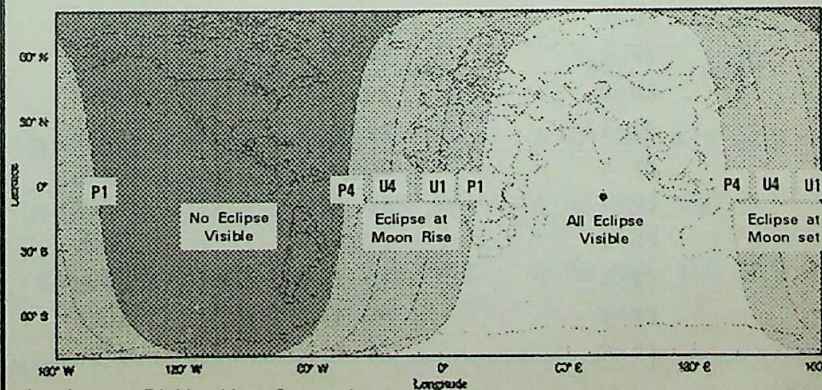 60° N
30° N
Latitude
0°
P1
P4
U4
U1
P1
P4
U4
U1
No Eclipse
Visible
Eclipse at
Moon Rise
All Eclipse
Visible
Eclipse at
Moon set
30° S
60° S
180° W
120° W
60° W
0°
60° E
Longitude